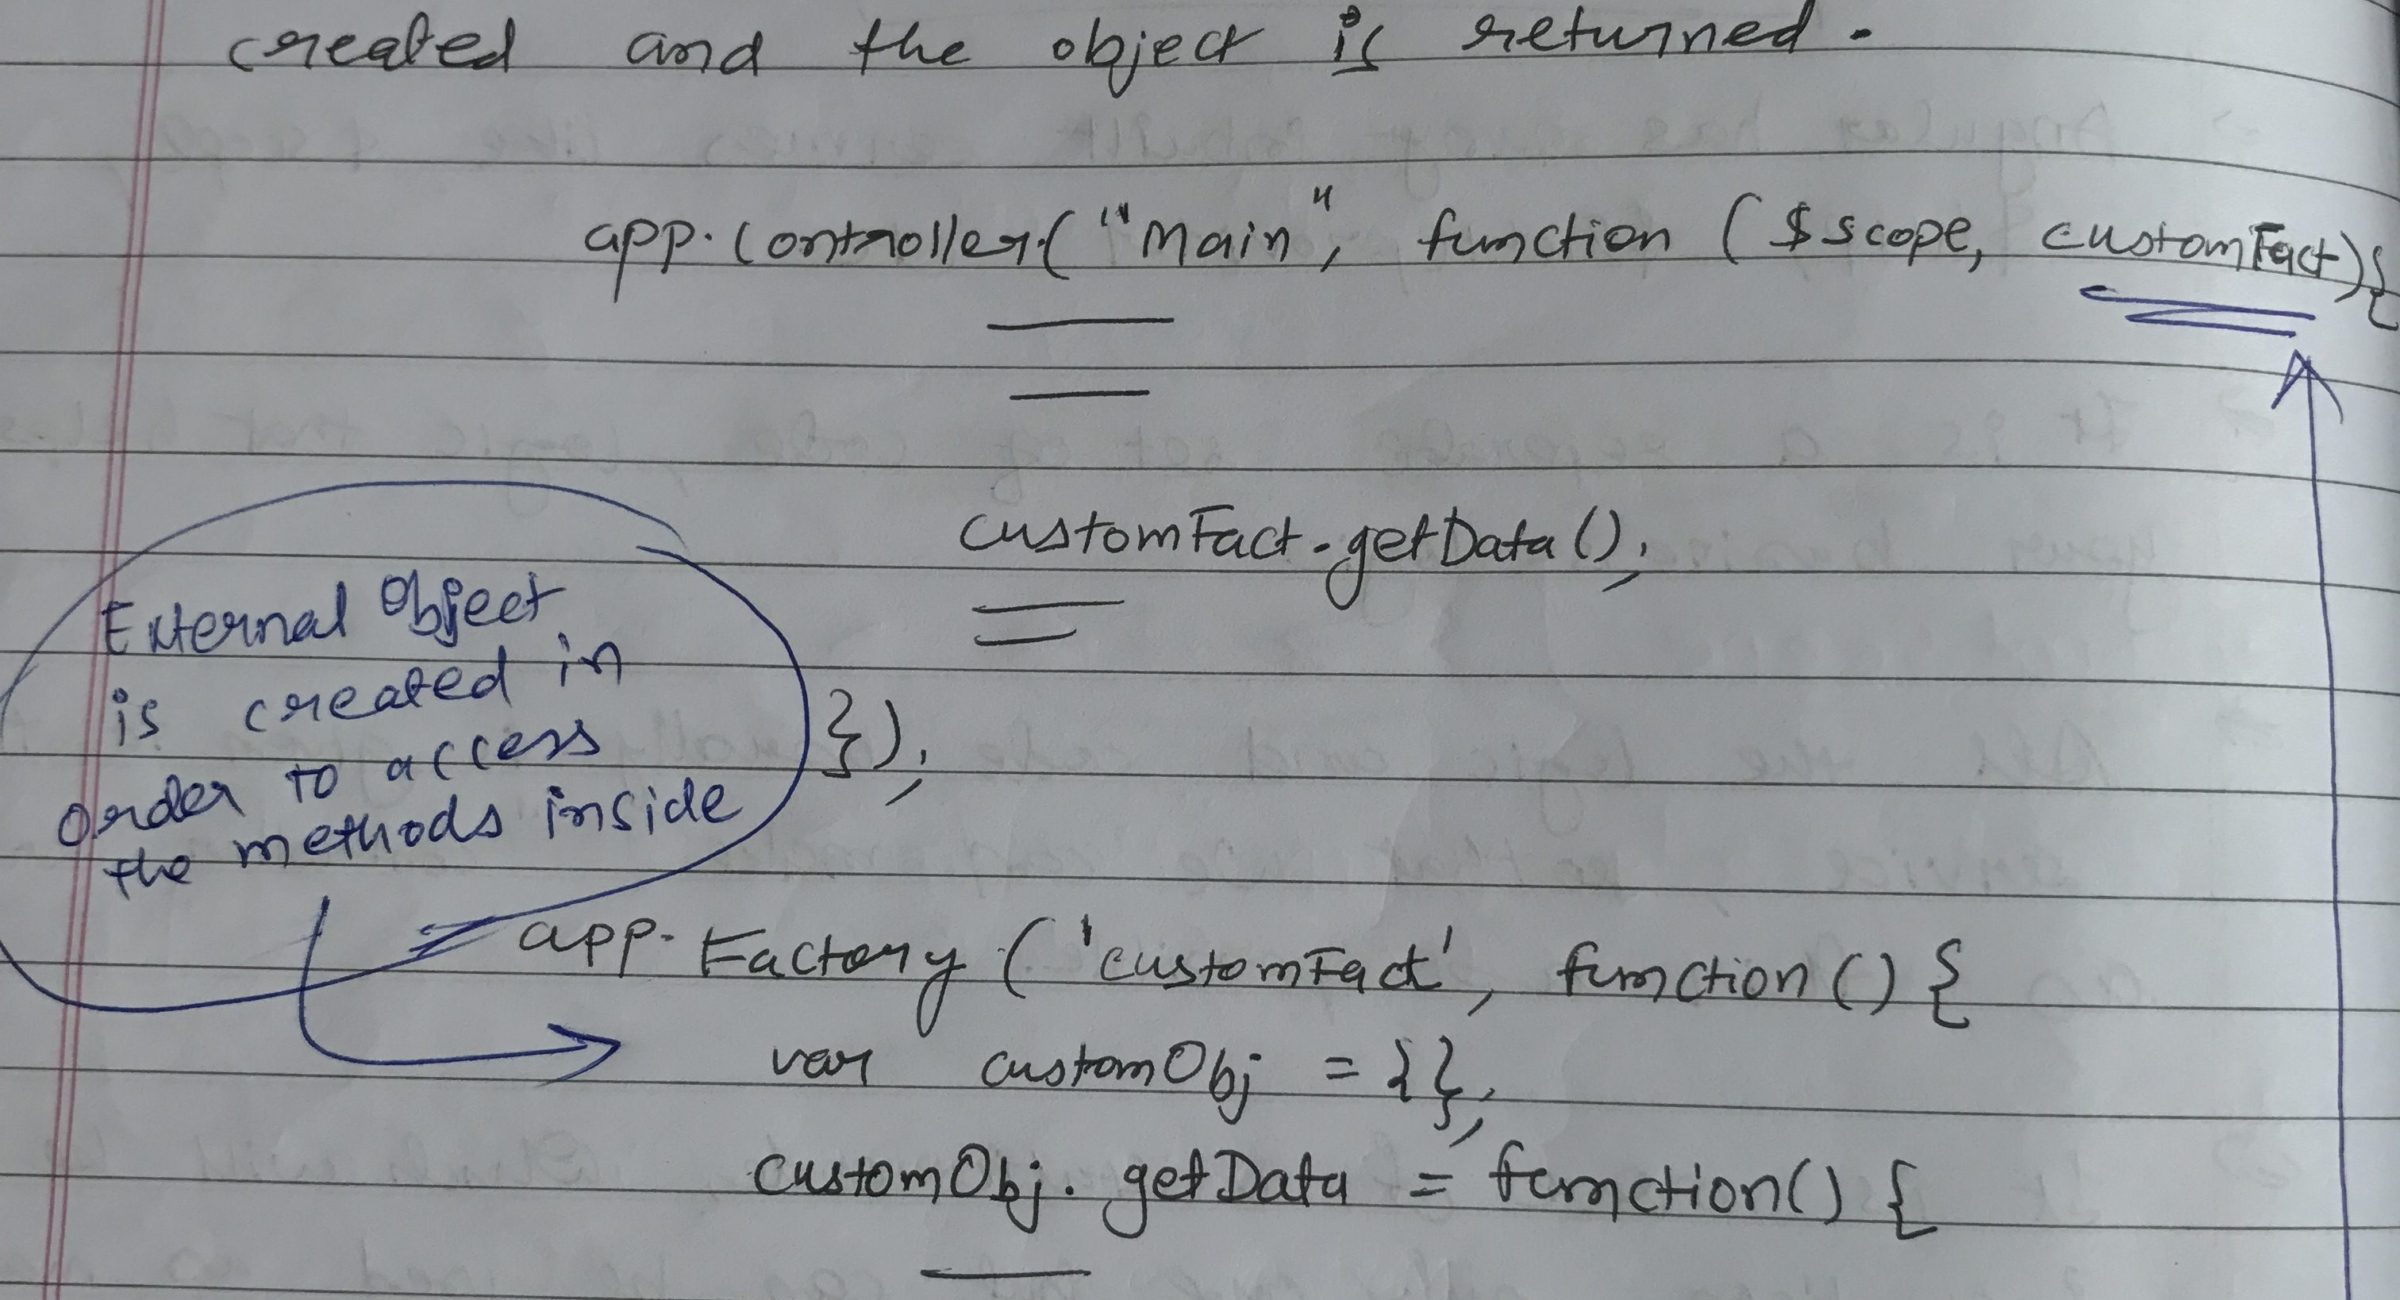 created and the object is returned.
app.controller("Main", function ($scope, customFact){
customFact.getData();
});
External Object
is created in
order to access
the methods inside
app.Factory('customFact', function() {
var customObj = {};
customObj.getData = function() {